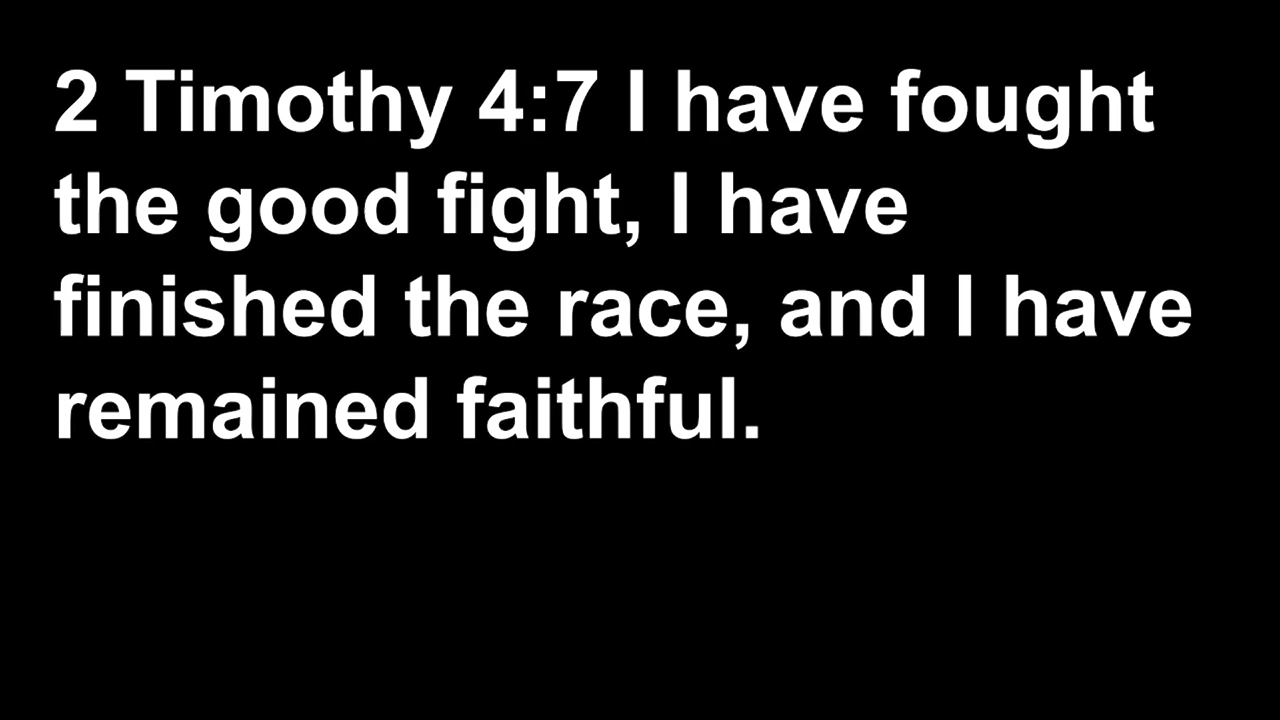 2 Timothy 4:7 I have fought
the good fight, I have
finished the race, and I have
remained faithful.